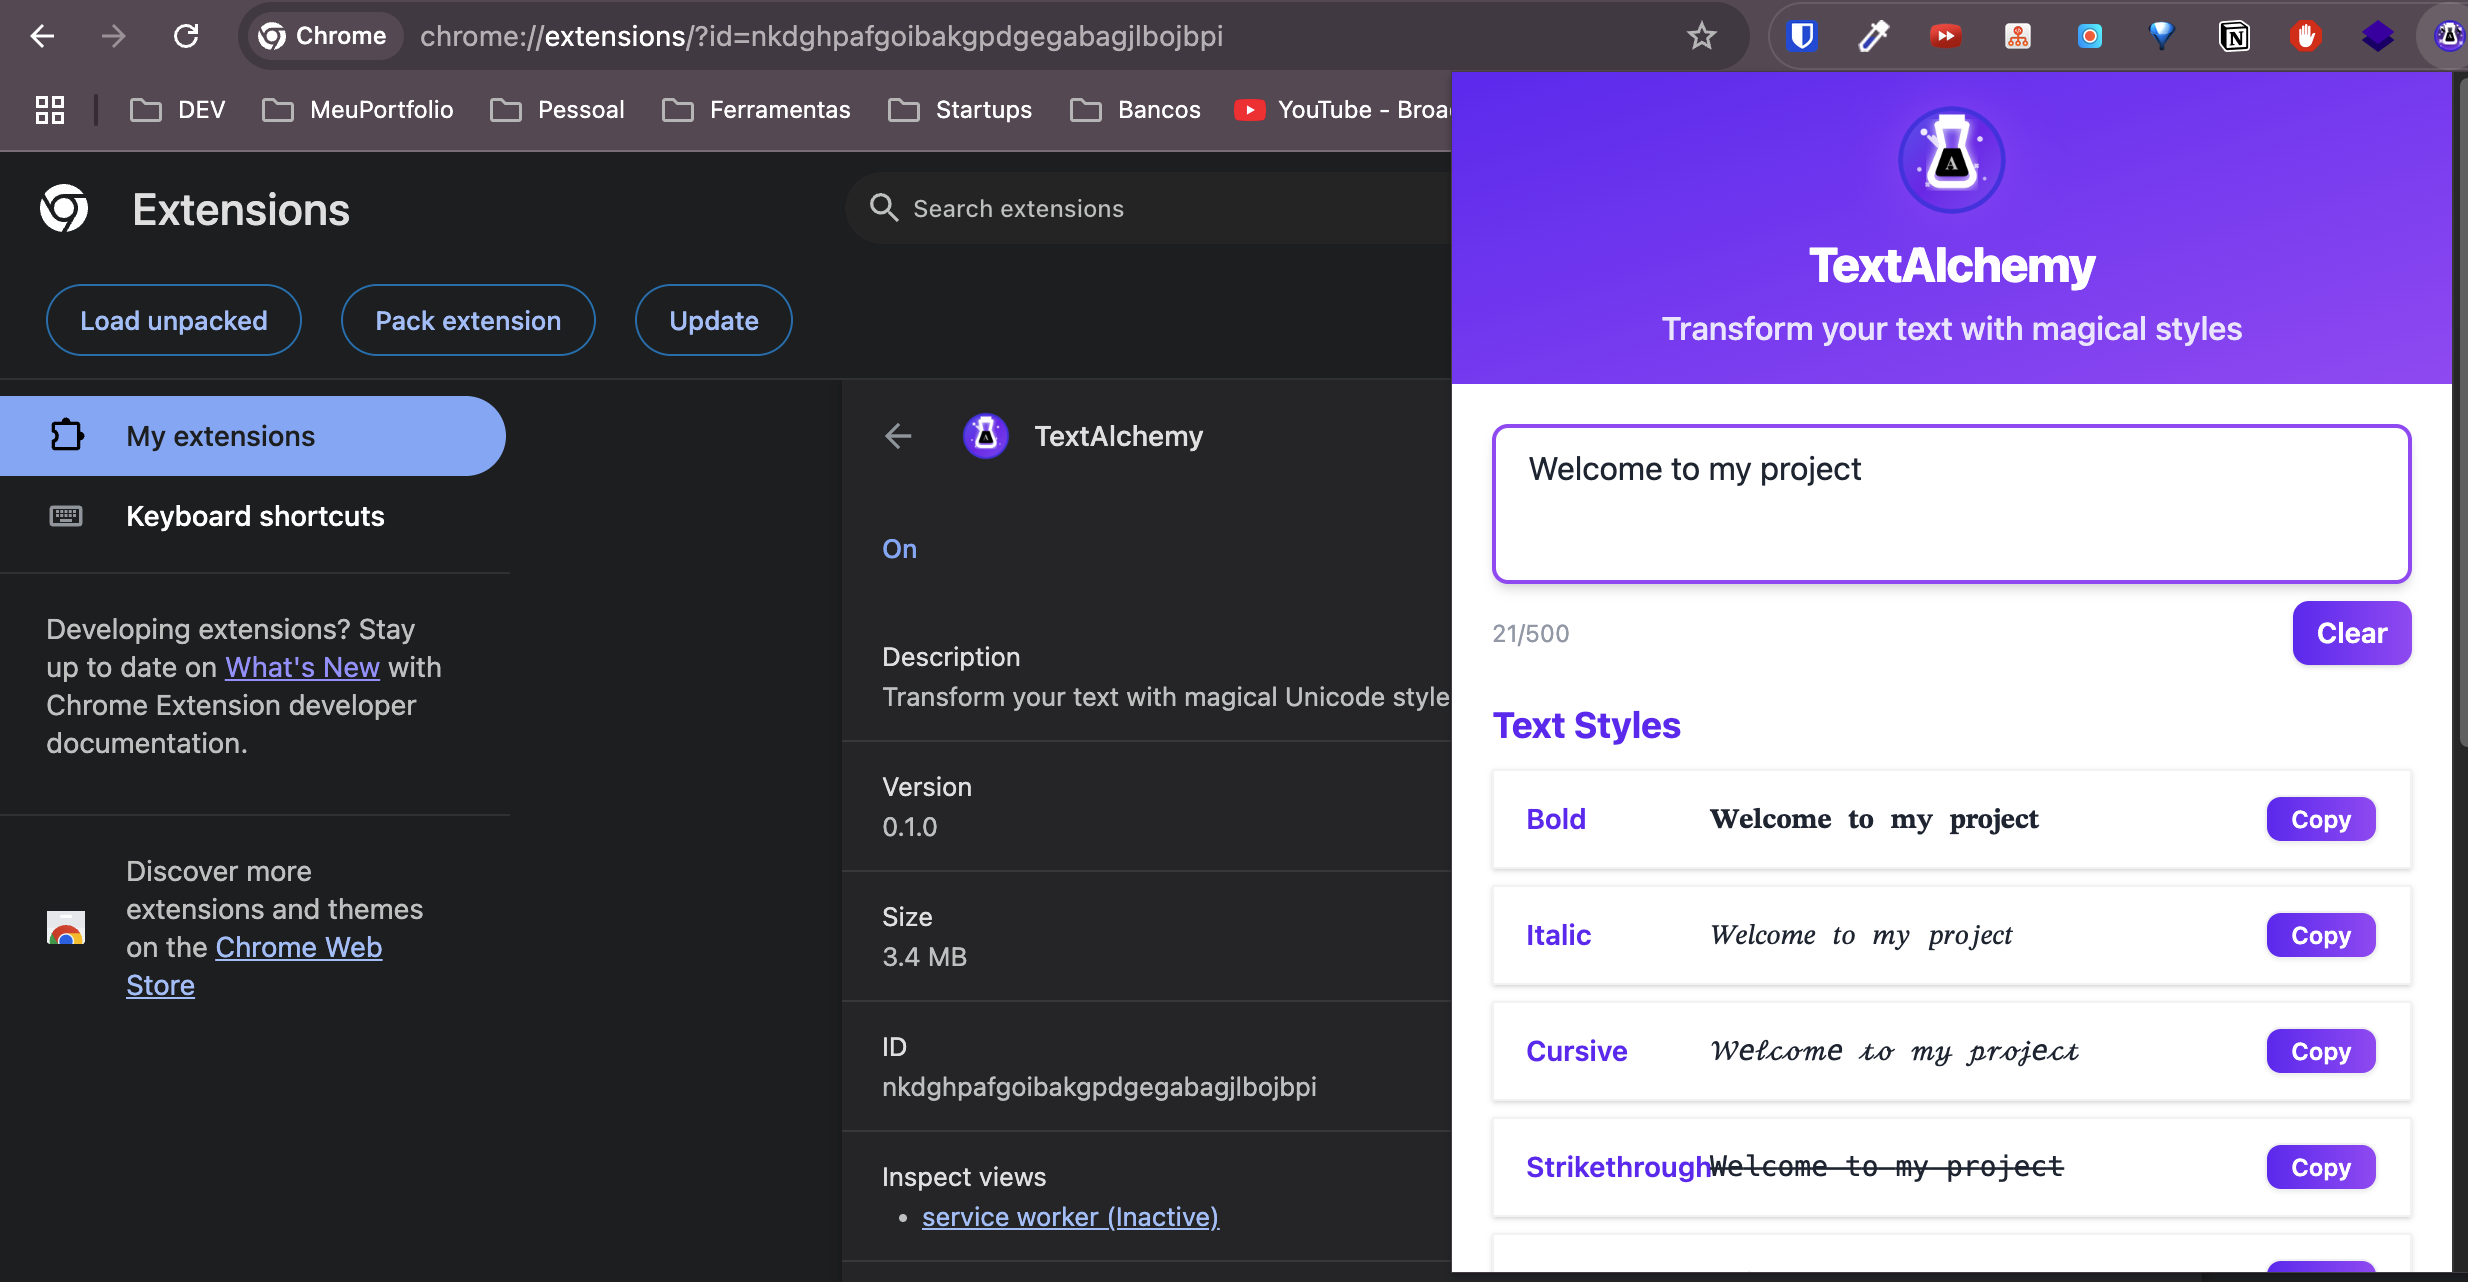 Chrome
chrome://extensions/?id=nkdghpafgoibakgpdgegabagjlbojbpi
DEV
MeuPortfolio
Pessoal
Ferramentas
Startups
Bancos
YouTube - Broa
Extensions
Search extensions
Load unpacked
Pack extension
Update
My extensions
Keyboard shortcuts
Developing extensions? Stay
up to date on What's New with
Chrome Extension developer
documentation.
Discover more
extensions and themes
on the Chrome Web
Store
TextAlchemy
On
Description
Transform your text with magical Unicode style
Version
0.1.0
Size
3.4 MB
ID
nkdghpafgoibakgpdgegabagjlbojbpi
Inspect views
• service worker (Inactive)
A
TextAlchemy
Transform your text with magical styles
Welcome to my project
21/500
Clear
Text Styles
Bold Welcome to my project Copy
Italic Welcome to my project Copy
Cursive Welcome to my project Copy
Strikethrough Welcome to my project Copy